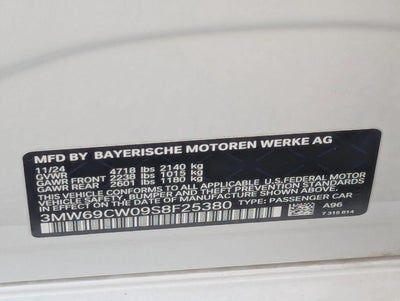 MFD BY BAYERISCHE MOTOREN WERKE AG
11/24
GVWR 4718 lbs 2140 kg
GAWR FRONT 2238 lbs 1015 kg
GAWR REAR 2601 lbs 1180 kg
THIS VEHICLE CONFORMS TO ALL APPLICABLE U.S.FEDERAL MOTOR
VEHICLE SAFETY, BUMPER, AND THEFT PREVENTION STANDARDS
IN EFFECT ON THE DATE OF MANUFACTURE SHOWN ABOVE.
3MW69CW09S8F25380 TYPE: PASSENGER CAR
A96
7 315 614